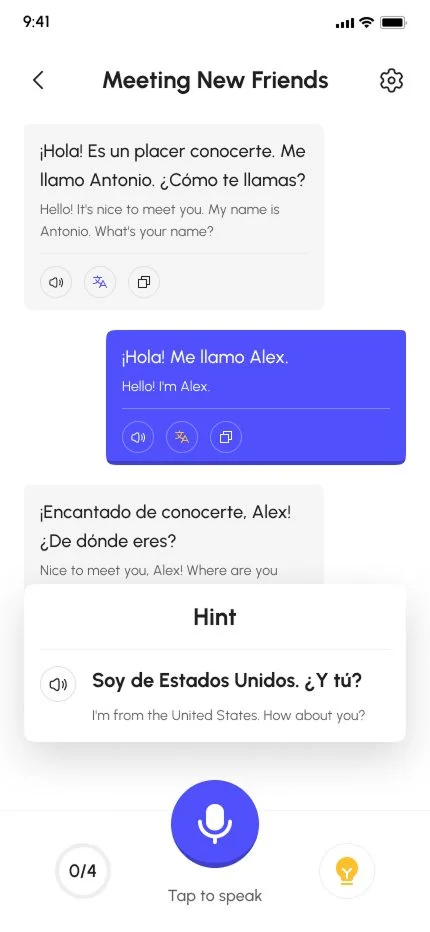 9:41
Meeting New Friends
¡Hola! Es un placer conocerte. Me
llamo Antonio. ¿Cómo te llamas?
Hello! It's nice to meet you. My name is
Antonio. What's your name?
¡Hola! Me llamo Alex.
Hello! I'm Alex.
¡Encantado de conocerte, Alex!
¿De dónde eres?
Nice to meet you, Alex! Where are you
Hint
Soy de Estados Unidos. ¿Y tú?
I'm from the United States. How about you?
0/4
Tap to speak